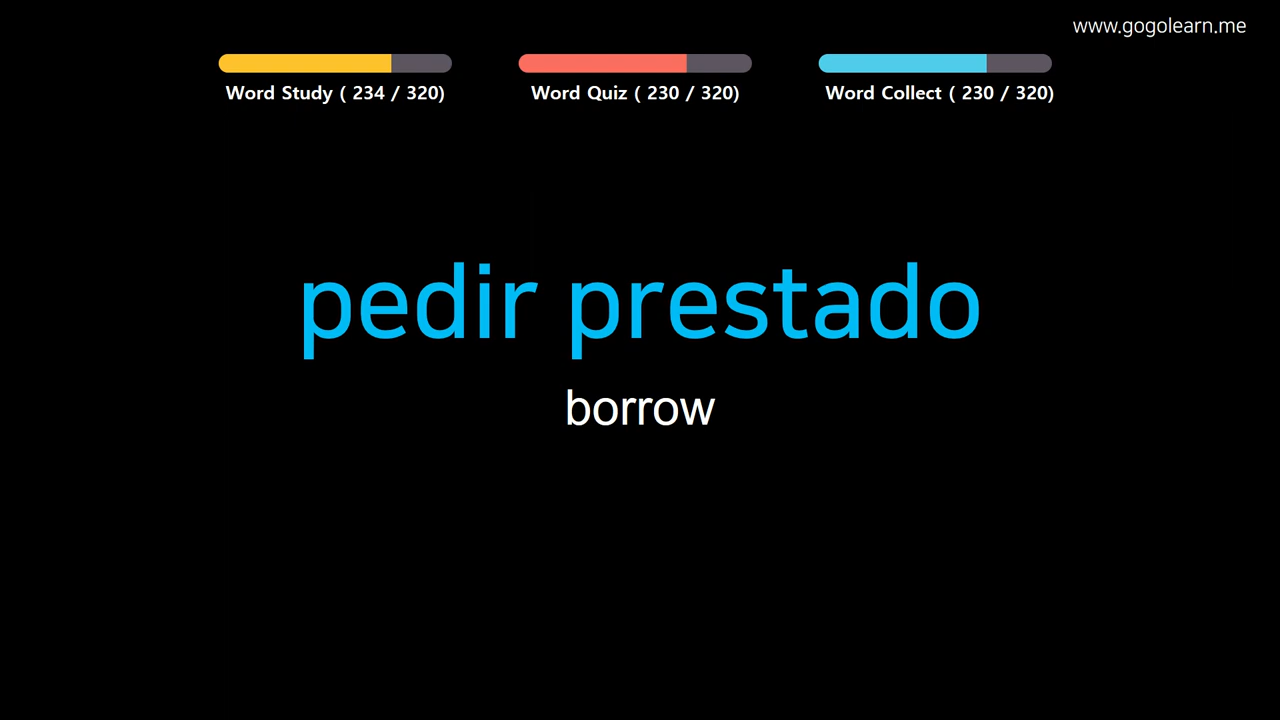 www.gogolearn.me
Word Study ( 234 / 320)
Word Quiz ( 230 / 320)
Word Collect ( 230 / 320)
pedir prestado
borrow